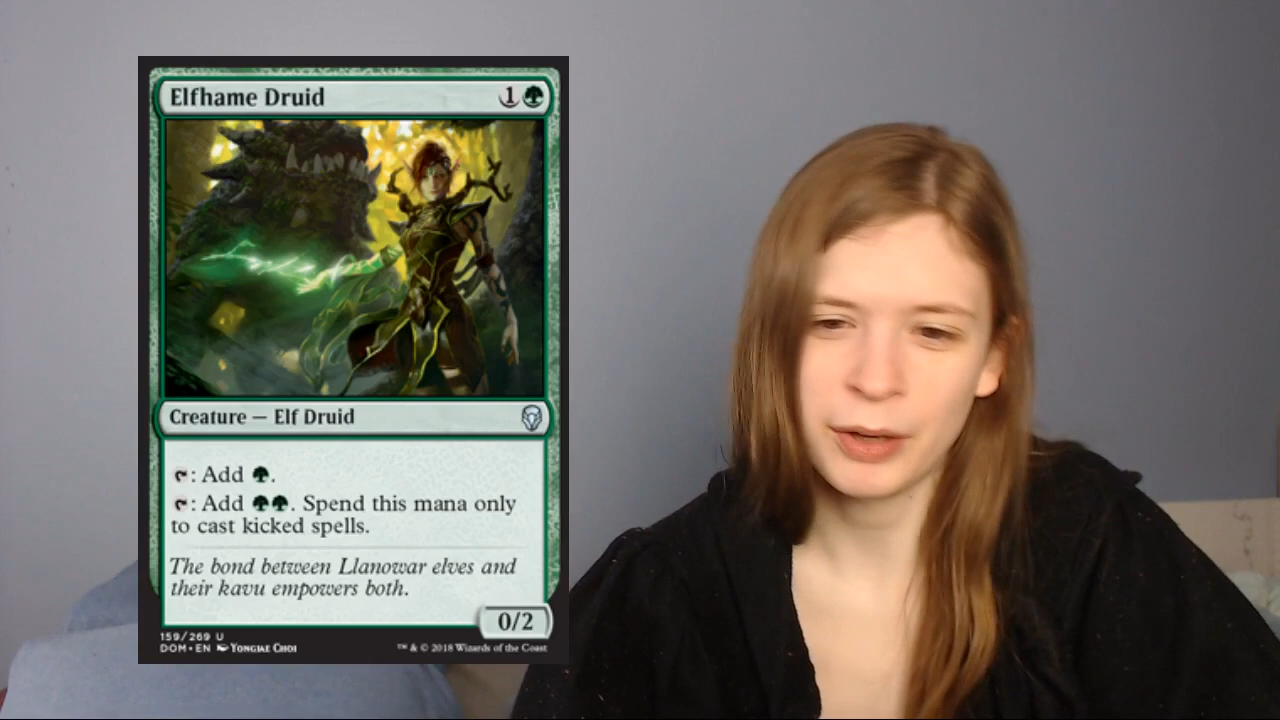 Elfhame Druid 1
Creature — Elf Druid
: Add .
: Add . Spend this mana only
to cast kicked spells.
The bond between Llanowar elves and
their kavu empowers both.
0/2
159/269 U
DOM • EN YONGJAE CHOI
™ & © 2018 Wizards of the Coast